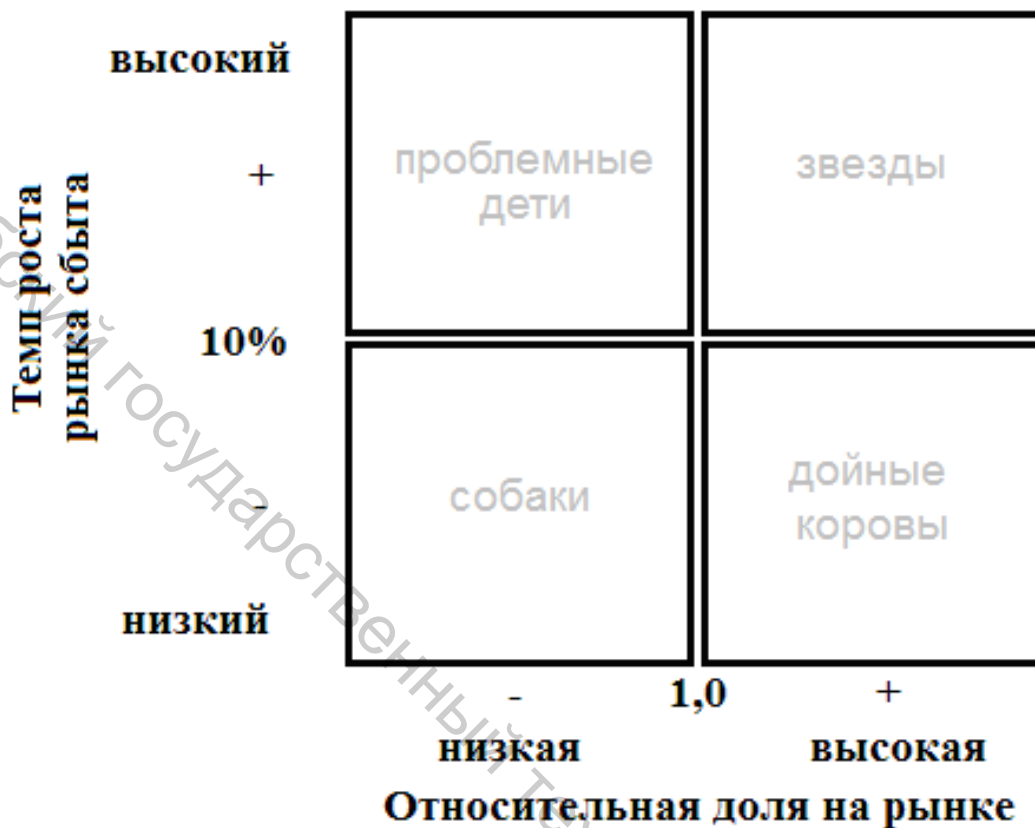 высокий
+
Темп роста
рынка сбыта
10%
-
низкий
проблемные
дети
звезды
собаки
дойные
коровы
- 1,0 +
низкая высокая
Относительная доля на рынке
государственный